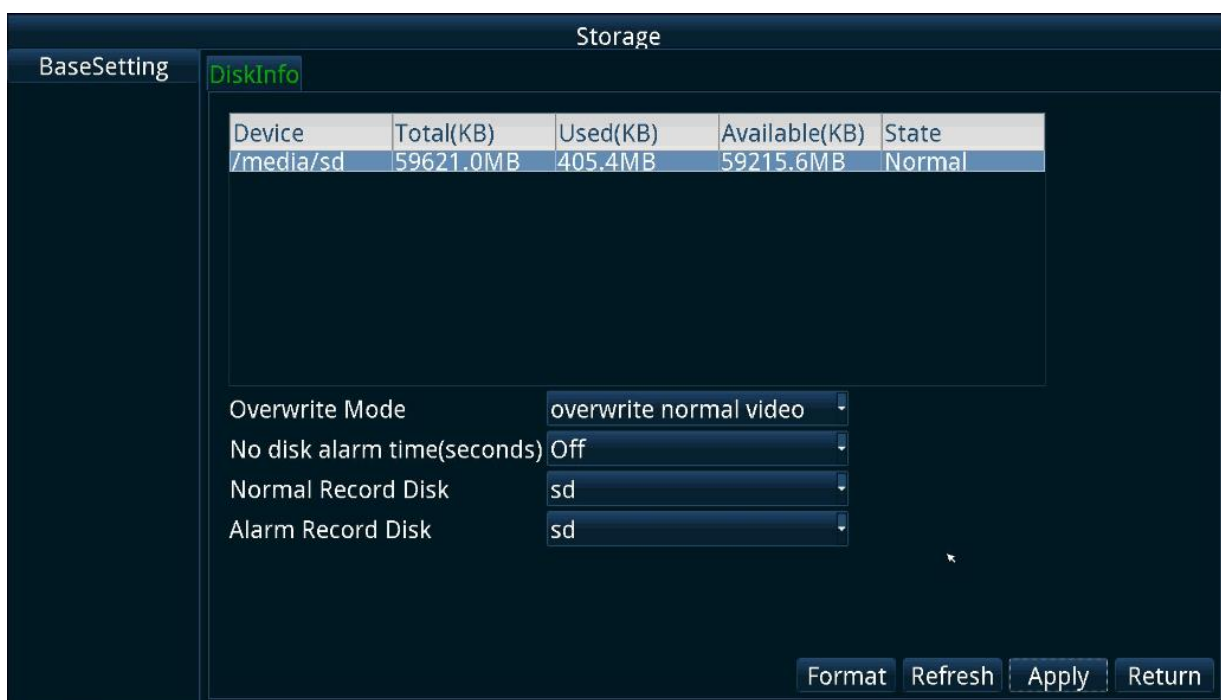 Storage
BaseSetting
DiskInfo
Device Total(KB) Used(KB) Available(KB) State
/media/sd 59621.0MB 405.4MB 59215.6MB Normal
Overwrite Mode overwrite normal video
No disk alarm time(seconds) Off
Normal Record Disk sd
Alarm Record Disk sd
Format Refresh Apply Return